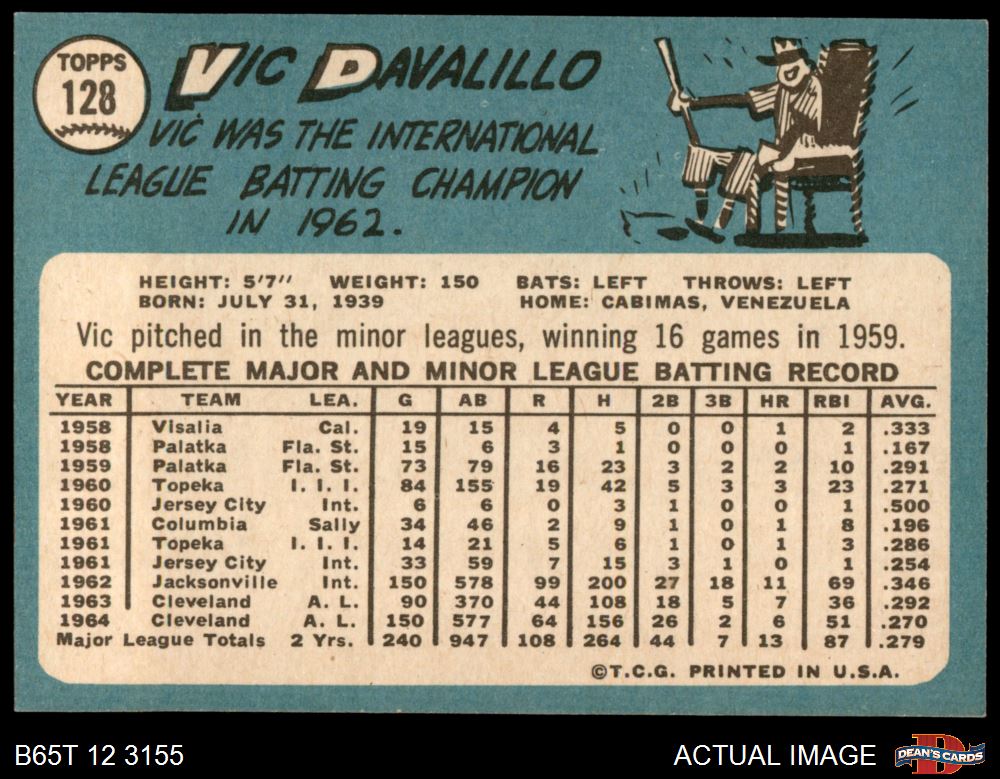 TOPPS
128
VIC DAVALILLO
VIC WAS THE INTERNATIONAL
LEAGUE BATTING CHAMPION
IN 1962.
HEIGHT: 5'7" WEIGHT: 150 BATS: LEFT THROWS: LEFT
BORN: JULY 31, 1939 HOME: CABIMAS, VENEZUELA
Vic pitched in the minor leagues, winning 16 games in 1959.
COMPLETE MAJOR AND MINOR LEAGUE BATTING RECORD
YEAR TEAM LEA. G AB R H 2B 3B HR RBI AVG.
1958 Visalia Cal. 19 15 4 5 0 0 1 2 .333
1958 Palatka Fla. St. 15 6 3 1 0 0 0 1 .167
1959 Palatka Fla. St. 73 79 16 23 3 2 2 10 .291
1960 Topeka I. I. I. 84 155 19 42 5 3 3 23 .271
1960 Jersey City Int. 6 6 0 3 1 0 0 1 .500
1961 Columbia Sally 34 46 2 9 1 0 1 8 .196
1961 Topeka I. I. I. 14 21 5 6 1 0 1 3 .286
1961 Jersey City Int. 33 59 7 15 3 1 0 1 .254
1962 Jacksonville Int. 150 578 99 200 27 18 11 69 .346
1963 Cleveland A. L. 90 370 44 108 18 5 7 36 .292
1964 Cleveland A. L. 150 577 64 156 26 2 6 51 .270
Major League Totals 2 Yrs. 240 947 108 264 44 7 13 87 .279
©T.C.G. PRINTED IN U.S.A.
B65T 12 3155 ACTUAL IMAGE DEAN'S CARDS